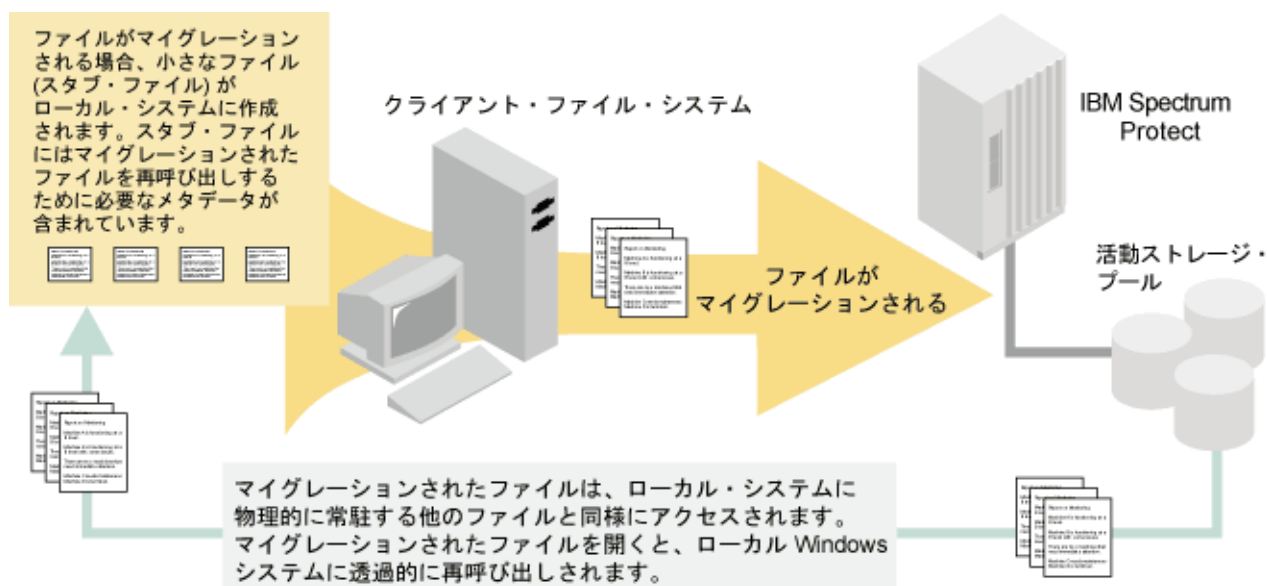 ファイルがマイグレーション
される場合、小さなファイル
(スタブ・ファイル) が
ローカル・システムに作成
されます。スタブ・ファイル
にはマイグレーションされた
ファイルを再呼び出しする
ために必要なメタデータが
含まれています。
クライアント・ファイル・システム
IBM Spectrum
Protect
ファイルが
マイグレーションされる
活動ストレージ・
プール
マイグレーションされたファイルは、ローカル・システムに
物理的に常駐する他のファイルと同様にアクセスされます。
マイグレーションされたファイルを開くと、ローカル Windows
システムに透過的に再呼び出しされます。